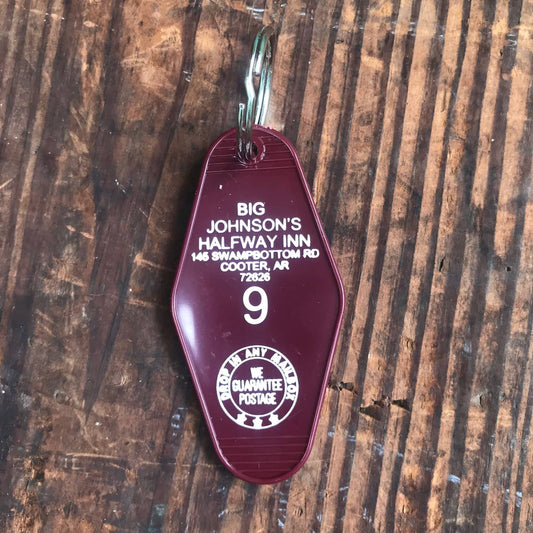 BIG
JOHNSON'S
HALFWAY INN
145 SWAMPBOTTOM RD
COOTER, AR
72626
9
DROP IN ANY MAILBOX
WE
GUARANTEE
POSTAGE